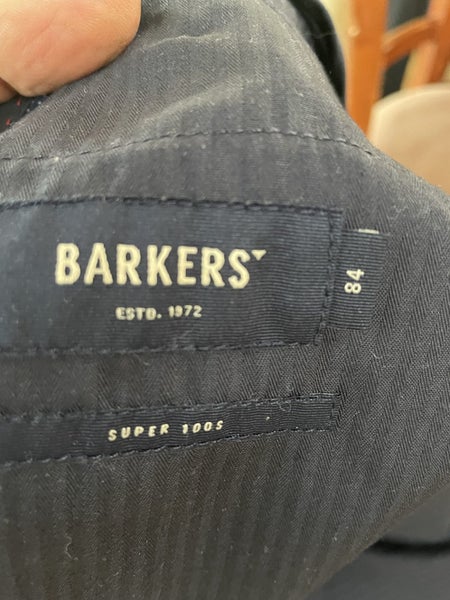 BARKERS
ESTD. 1972
84
SUPER 100S